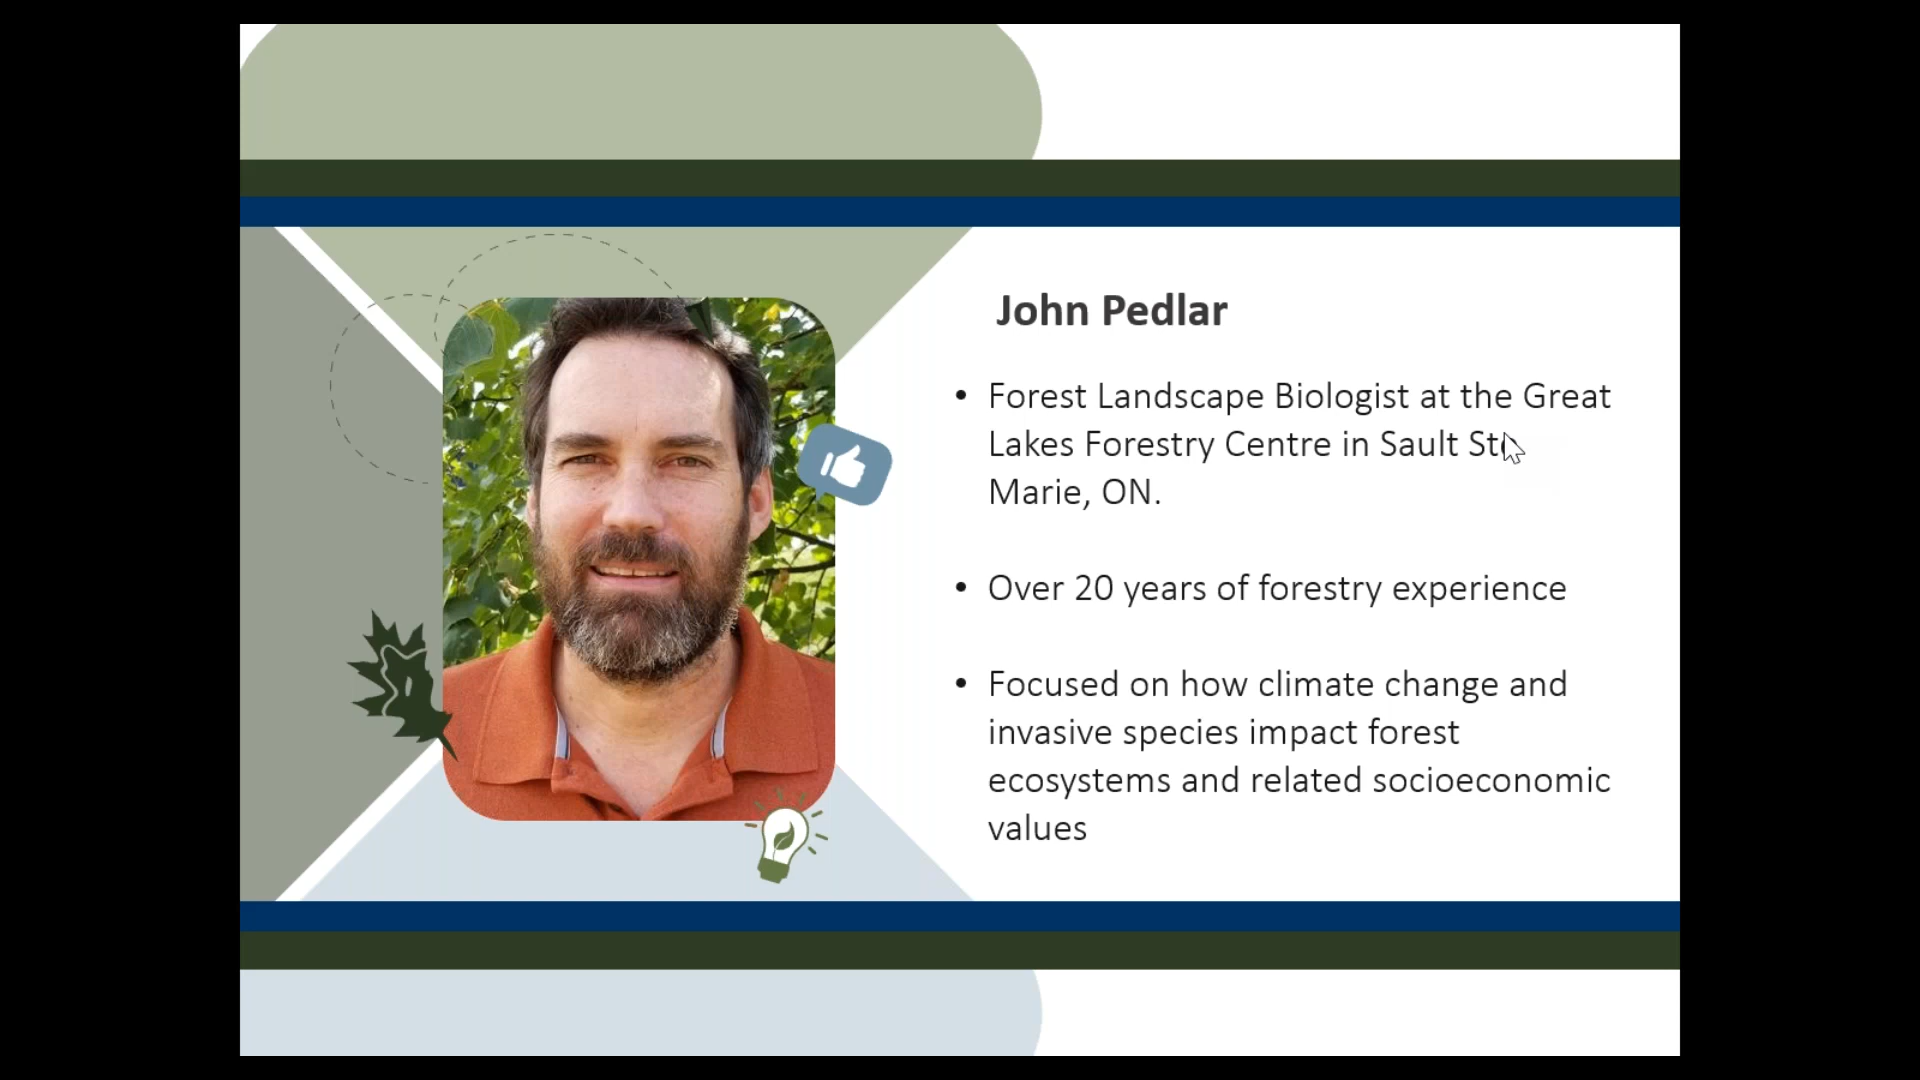 John Pedlar
• Forest Landscape Biologist at the Great
Lakes Forestry Centre in Sault Ste
Marie, ON.
• Over 20 years of forestry experience
• Focused on how climate change and
invasive species impact forest
ecosystems and related socioeconomic
values